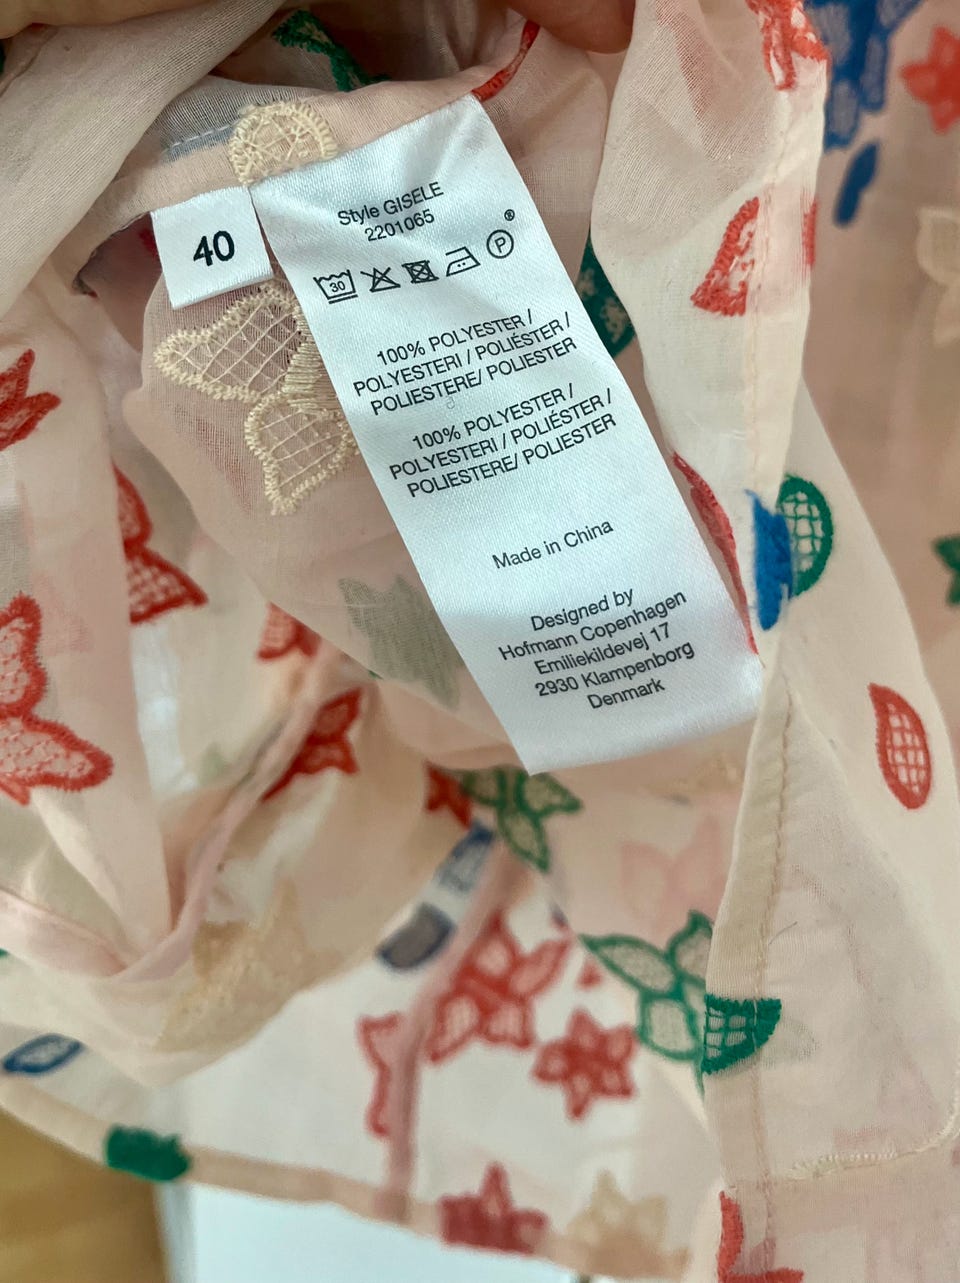 40
Style GISELE
2201065
®
30
P
100% POLYESTER /
POLYESTERI / POLIÉSTER /
POLIESTERE/ POLIESTER
100% POLYESTER /
POLYESTERI / POLIÉSTER /
POLIESTERE/ POLIESTER
Made in China
Designed by
Hofmann Copenhagen
Emiliekildevej 17
2930 Klampenborg
Denmark